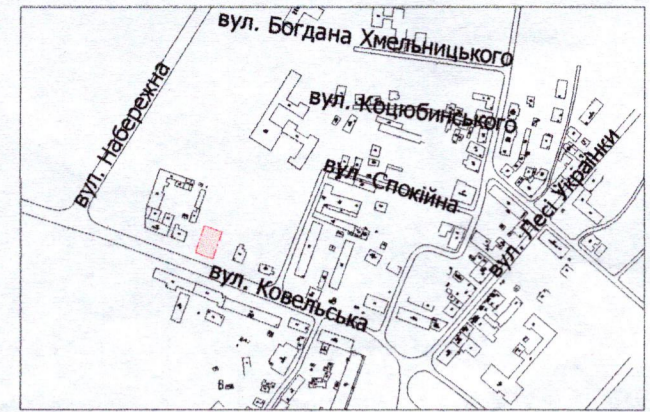 вул. Богдана Хмельницького
вул. Набережна
вул. Коцюбинського
вул. Спокійна
вул. Лесі Українки
вул. Ковельська